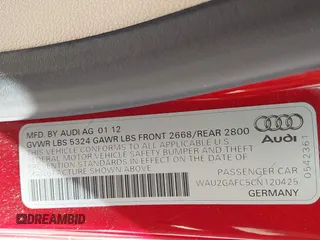 MFD. BY AUDI AG 01 12
GVWR LBS 5324 GAWR LBS FRONT 2668/REAR 2800
THIS VEHICLE CONFORMS TO ALL APPLICABLE
FEDERAL MOTOR VEHICLE SAFETY BUMPER AND THEFT
PREVENTION STANDARDS IN EFFECT ON THE DATE OF
MANUFACTURE SHOWN ABOVE
Audi
0542361
PASSENGER CAR
WAU2GAFC5CN120425
GERMANY
DREAMBID